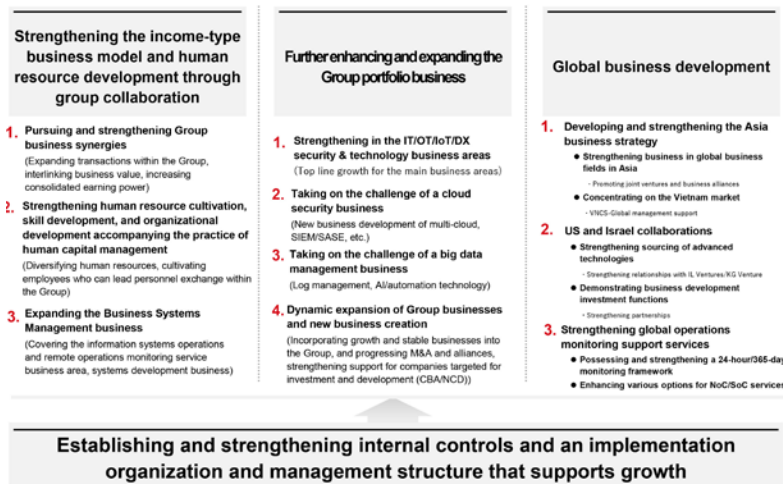 Strengthening the income-type
business model and human
resource development through
group collaboration
1. Pursuing and strengthening Group
business synergies
(Expanding transactions within the Group,
interlinking business value, increasing
consolidated earning power)
2. Strengthening human resource cultivation,
skill development, and organizational
development accompanying the practice of
human capital management
(Diversifying human resources, cultivating
employees who can lead personnel exchange within
the Group)
3. Expanding the Business Systems
Management business
(Covering the information systems operations
and remote operations monitoring service
business area, systems development business)
Further enhancing and expanding the
Group portfolio business
1. Strengthening in the IT/OT/IoT/DX
security & technology business areas
(Top line growth for the main business areas)
2. Taking on the challenge of a cloud
security business
(New business development of multi-cloud,
SIEM/SASE, etc.)
3. Taking on the challenge of a big data
management business
(Log management, AI/automation technology)
4. Dynamic expansion of Group businesses
and new business creation
(Incorporating growth and stable businesses into
the Group, and progressing M&A and alliances,
strengthening support for companies targeted for
investment and development (CBA/NCD))
Global business development
1. Developing and strengthening the Asia
business strategy
● Strengthening business in global business
fields in Asia
- Promoting joint ventures and business alliances
● Concentrating on the Vietnam market
- VNCS-Global management support
2. US and Israel collaborations
● Strengthening sourcing of advanced
technologies
- Strengthening relationships with IL Ventures/KG Venture
● Demonstrating business development
investment functions
- Strengthening partnerships
3. Strengthening global operations
monitoring support services
● Possessing and strengthening a 24-hour/365-day
monitoring framework
● Enhancing various options for NoC/SoC services
Establishing and strengthening internal controls and an implementation
organization and management structure that supports growth